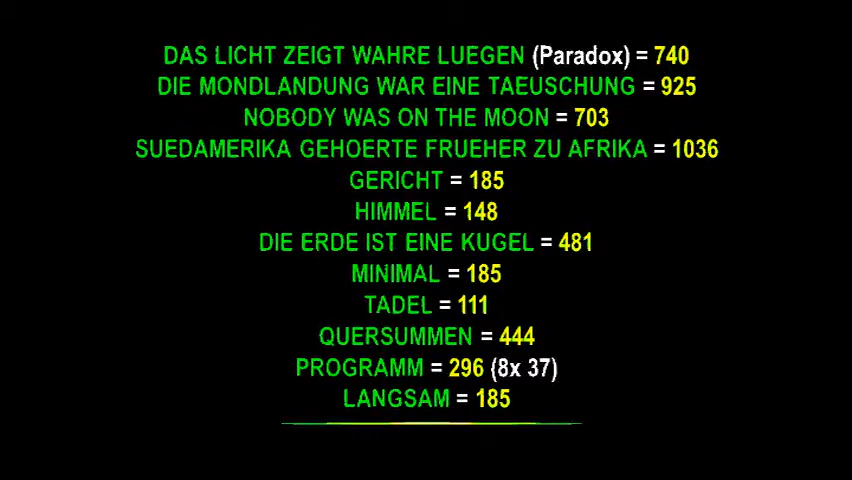 DAS LICHT ZEIGT WAHRE LUEGEN (Paradox) = 740
DIE MONDLANDUNG WAR EINE TAEUSCHUNG = 925
NOBODY WAS ON THE MOON = 703
SUEDAMERIKA GEHOERTE FRUEHER ZU AFRIKA = 1036
GERICHT = 185
HIMMEL = 148
DIE ERDE IST EINE KUGEL = 481
MINIMAL = 185
TADEL = 111
QUERSUMMEN = 444
PROGRAMM = 296 (8x 37)
LANGSAM = 185